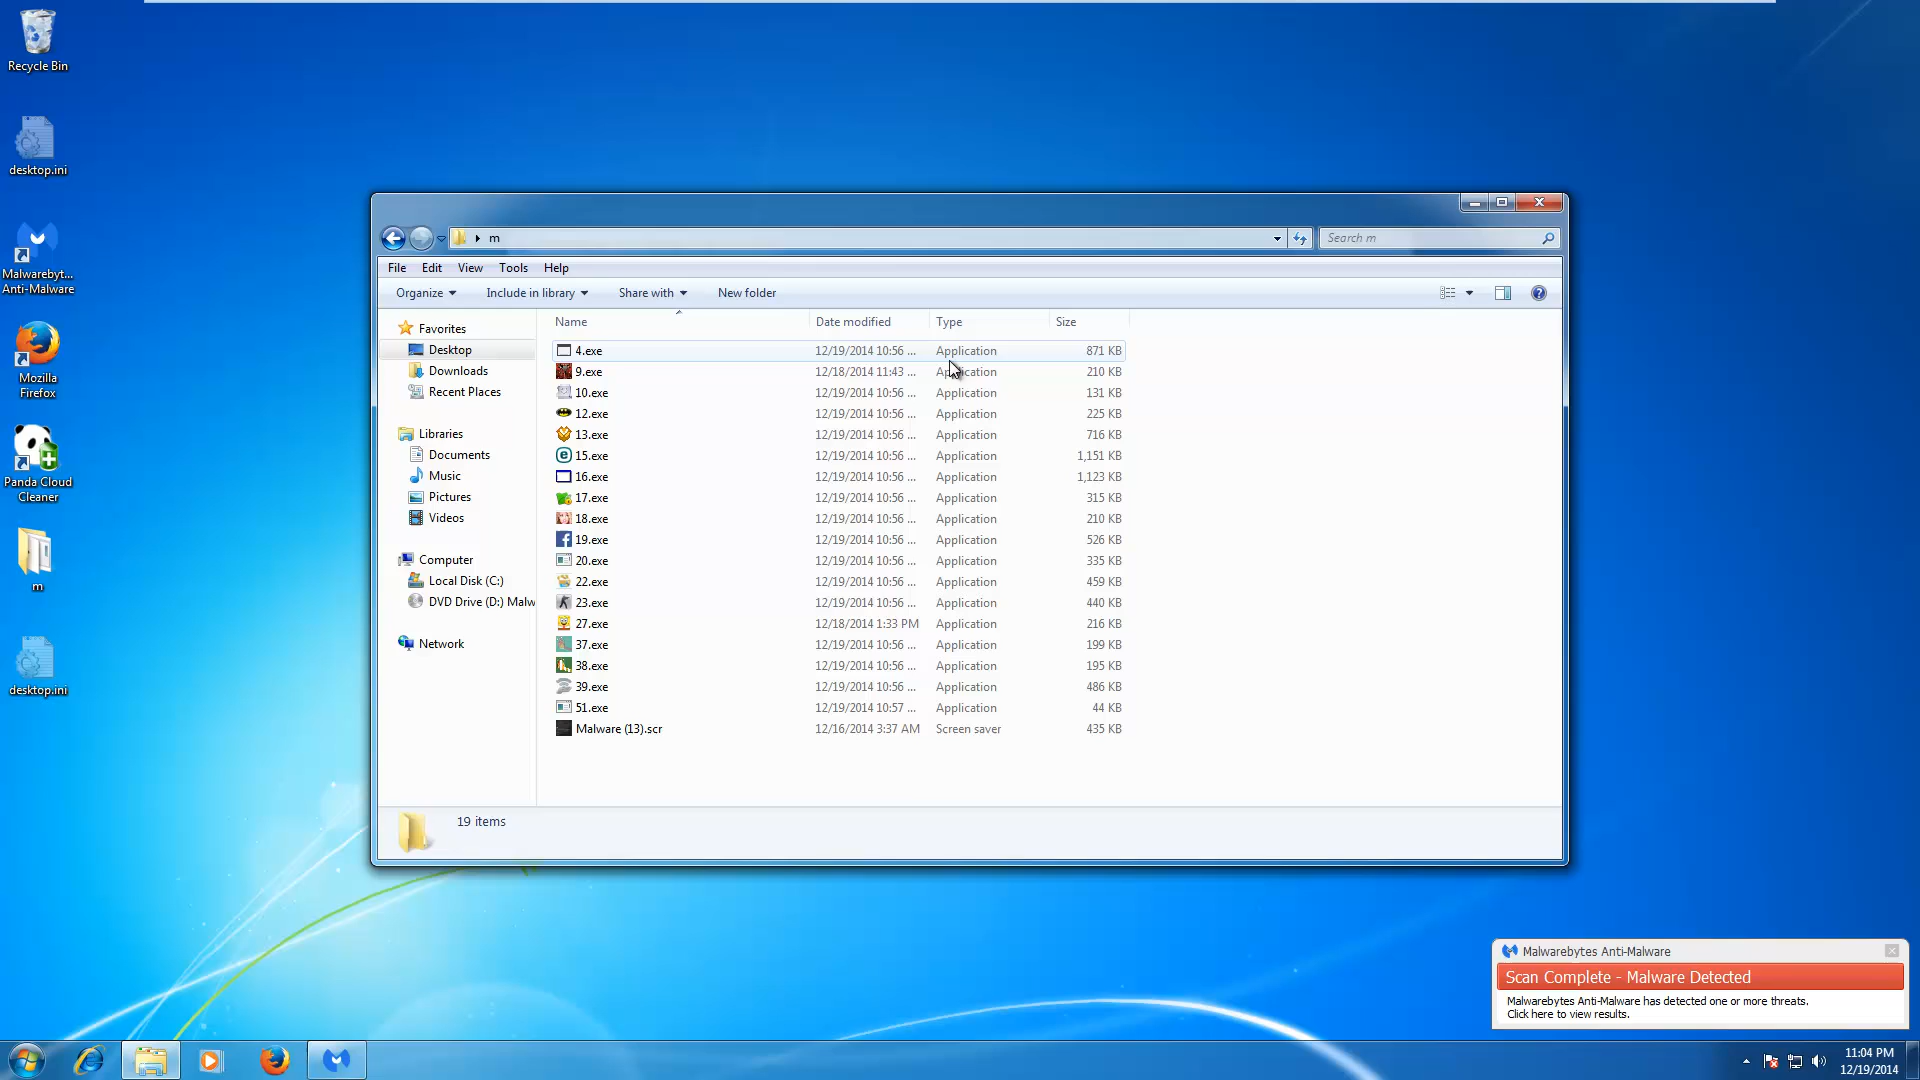 Recycle Bin
desktop.ini
Malwarebyt...
Anti-Malware
Mozilla
Firefox
Panda Cloud
Cleaner
m
desktop.ini
m
Search m
File Edit View Tools Help
Organize Include in library Share with New folder
Favorites
Desktop
Downloads
Recent Places
Libraries
Documents
Music
Pictures
Videos
Computer
Local Disk (C:)
DVD Drive (D:) Malw
Network
Name Date modified Type Size
4.exe 12/19/2014 10:56 ... Application 871 KB
9.exe 12/18/2014 11:43 ... Application 210 KB
10.exe 12/19/2014 10:56 ... Application 131 KB
12.exe 12/19/2014 10:56 ... Application 225 KB
13.exe 12/19/2014 10:56 ... Application 716 KB
15.exe 12/19/2014 10:56 ... Application 1,151 KB
16.exe 12/19/2014 10:56 ... Application 1,123 KB
17.exe 12/19/2014 10:56 ... Application 315 KB
18.exe 12/19/2014 10:56 ... Application 210 KB
19.exe 12/19/2014 10:56 ... Application 526 KB
20.exe 12/19/2014 10:56 ... Application 335 KB
22.exe 12/19/2014 10:56 ... Application 459 KB
23.exe 12/19/2014 10:56 ... Application 440 KB
27.exe 12/18/2014 1:33 PM Application 216 KB
37.exe 12/19/2014 10:56 ... Application 199 KB
38.exe 12/19/2014 10:56 ... Application 195 KB
39.exe 12/19/2014 10:56 ... Application 486 KB
51.exe 12/19/2014 10:57 ... Application 44 KB
Malware (13).scr 12/16/2014 3:37 AM Screen saver 435 KB
19 items
Malwarebytes Anti-Malware
Scan Complete - Malware Detected
Malwarebytes Anti-Malware has detected one or more threats.
Click here to view results.
11:04 PM
12/19/2014